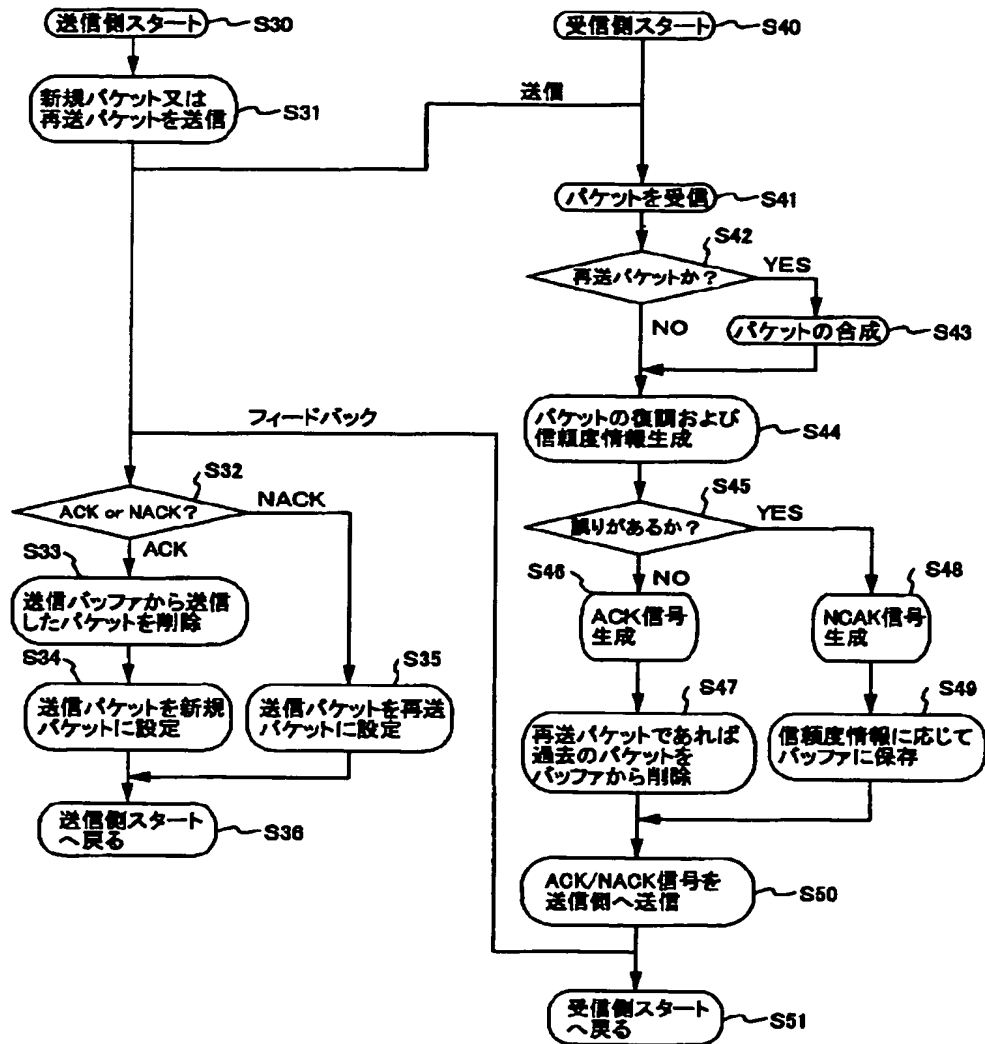 送信側スタート
S30
新規パケット又は
再送パケットを送信
S31
受信側スタート
S40
送信
パケットを受信
S41
S42
再送パケットか？
YES
NO
パケットの合成
S43
パケットの復調および
信頼度情報生成
S44
フィードバック
S32
ACK or NACK？
NACK
ACK
S33
送信バッファから送信
したパケットを削除
S34
送信パケットを新規
パケットに設定
S35
送信パケットを再送
パケットに設定
送信側スタート
へ戻る
S36
S45
誤りがあるか？
YES
NO
S46
ACK信号
生成
S48
NCAK信号
生成
S47
再送パケットであれば
過去のパケットを
バッファから削除
S49
信頼度情報に応じて
バッファに保存
ACK/NACK信号を
送信側へ送信
S50
受信側スタート
へ戻る
S51